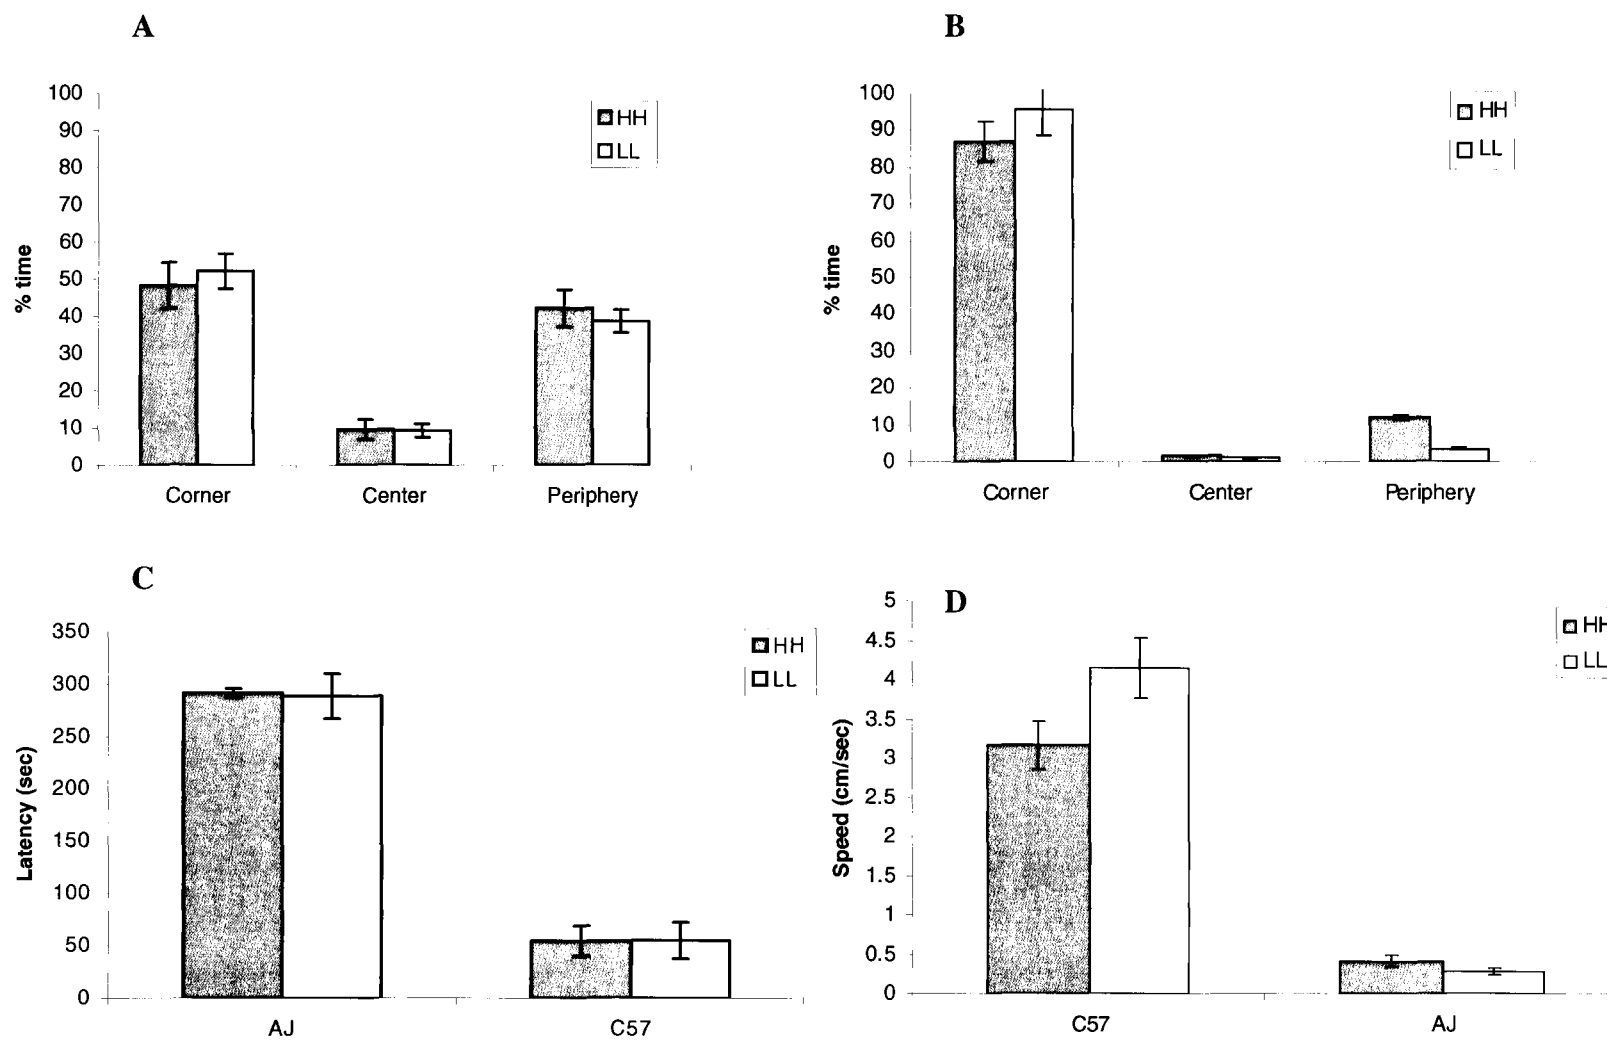 A
100
90
80
70
60
50
40
30
20
10
0
% time
HH
LL
Corner Center Periphery
B
100
90
80
70
60
50
40
30
20
10
0
% time
HH
LL
Corner Center Periphery
C
350
300
250
200
150
100
50
0
Latency (sec)
HH
LL
AJ C57
D
5
4.5
4
3.5
3
2.5
2
1.5
1
0.5
0
Speed (cm/sec)
HH
LL
C57 AJ